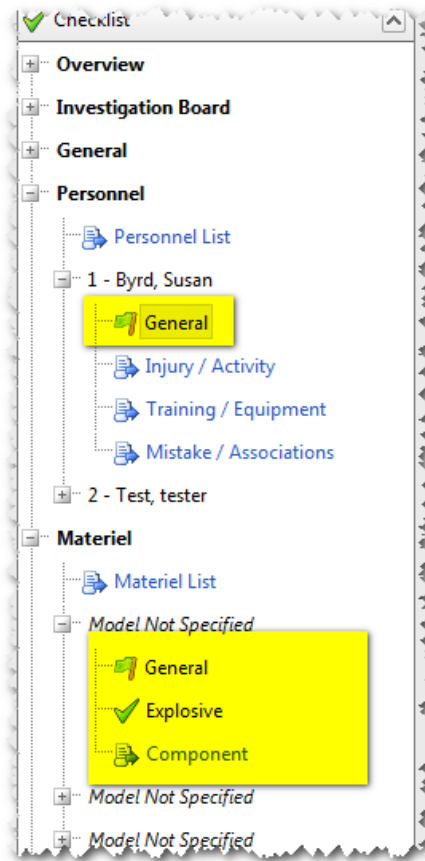 Checklist
Overview
Investigation Board
General
Personnel
Personnel List
1 - Byrd, Susan
General
Injury / Activity
Training / Equipment
Mistake / Associations
2 - Test, tester
Materiel
Materiel List
Model Not Specified
General
Explosive
Component
Model Not Specified
Model Not Specified